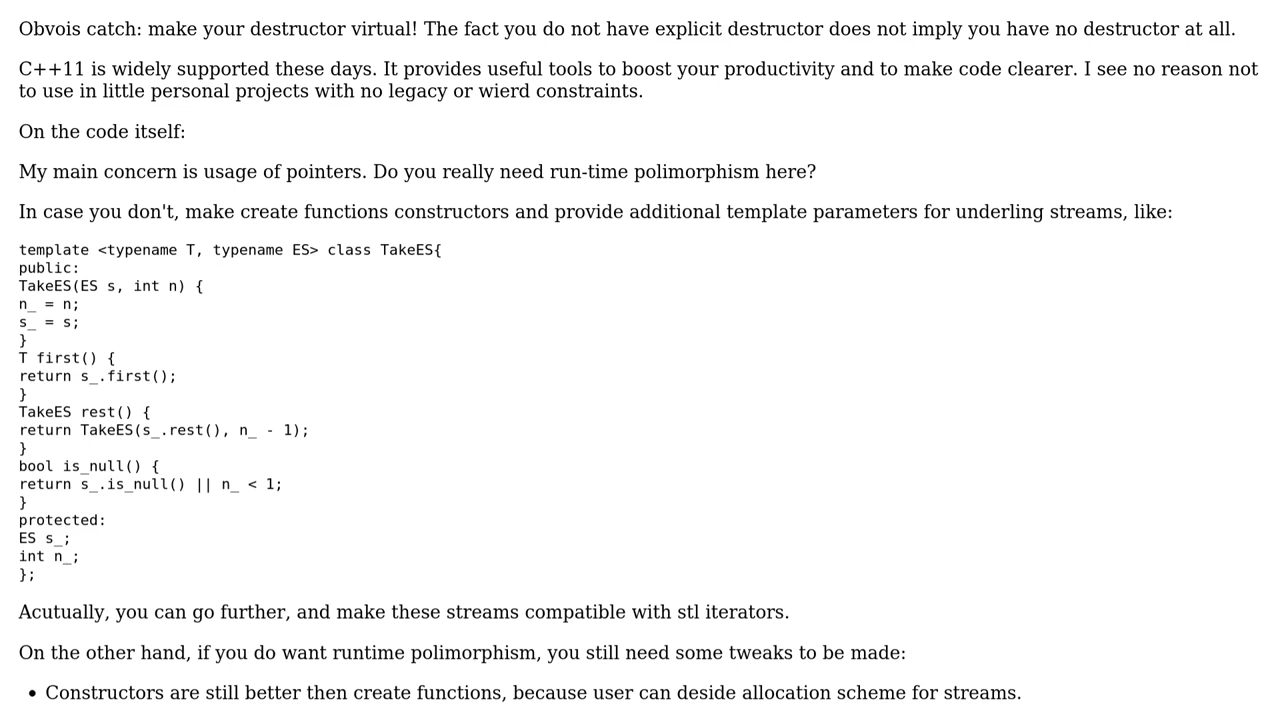 Obvois catch: make your destructor virtual! The fact you do not have explicit destructor does not imply you have no destructor at all.
C++11 is widely supported these days. It provides useful tools to boost your productivity and to make code clearer. I see no reason not
to use in little personal projects with no legacy or wierd constraints.
On the code itself:
My main concern is usage of pointers. Do you really need run-time polimorphism here?
In case you don't, make create functions constructors and provide additional template parameters for underling streams, like:
template <typename T, typename ES> class TakeES{
public:
TakeES(ES s, int n) {
n_ = n;
s_ = s;
}
T first() {
return s_.first();
}
TakeES rest() {
return TakeES(s_.rest(), n_ - 1);
}
bool is_null() {
return s_.is_null() || n_ < 1;
}
protected:
ES s_;
int n_;
};
Acutually, you can go further, and make these streams compatible with stl iterators.
On the other hand, if you do want runtime polimorphism, you still need some tweaks to be made:
• Constructors are still better then create functions, because user can deside allocation scheme for streams.